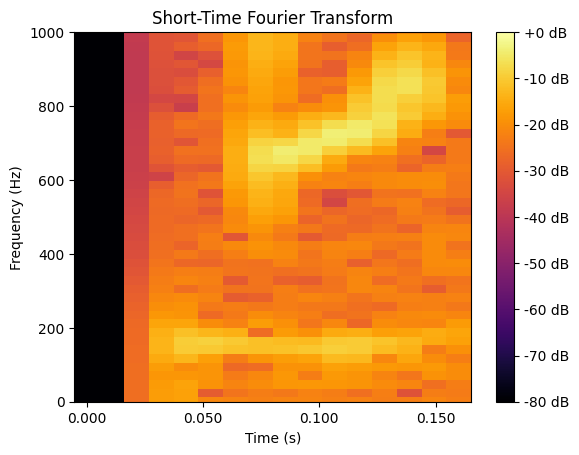 Short-Time Fourier Transform
1000
800
600
400
200
0
Frequency (Hz)
0.000
0.050
0.100
0.150
Time (s)
+0 dB
-10 dB
-20 dB
-30 dB
-40 dB
-50 dB
-60 dB
-70 dB
-80 dB